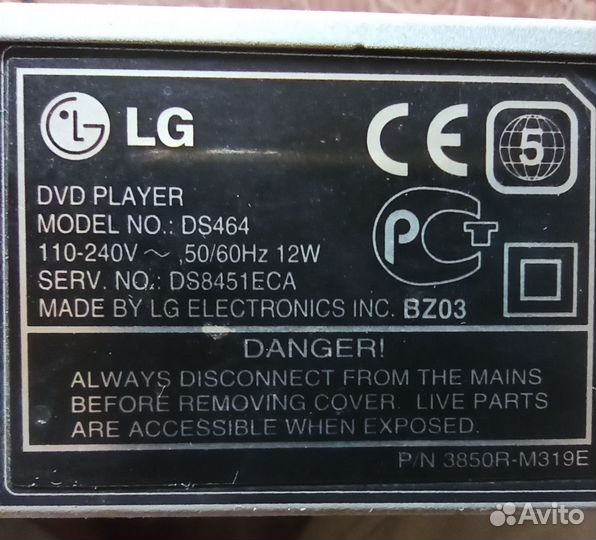 LG
CE
5
DVD PLAYER
MODEL NO.: DS464
110-240V ~ ,50/60Hz 12W
SERV. NO.: DS8451ECA
MADE BY LG ELECTRONICS INC. BZ03
РСТ
DANGER!
ALWAYS DISCONNECT FROM THE MAINS
BEFORE REMOVING COVER. LIVE PARTS
ARE ACCESSIBLE WHEN EXPOSED.
P/N 3850R-M319E
Avito